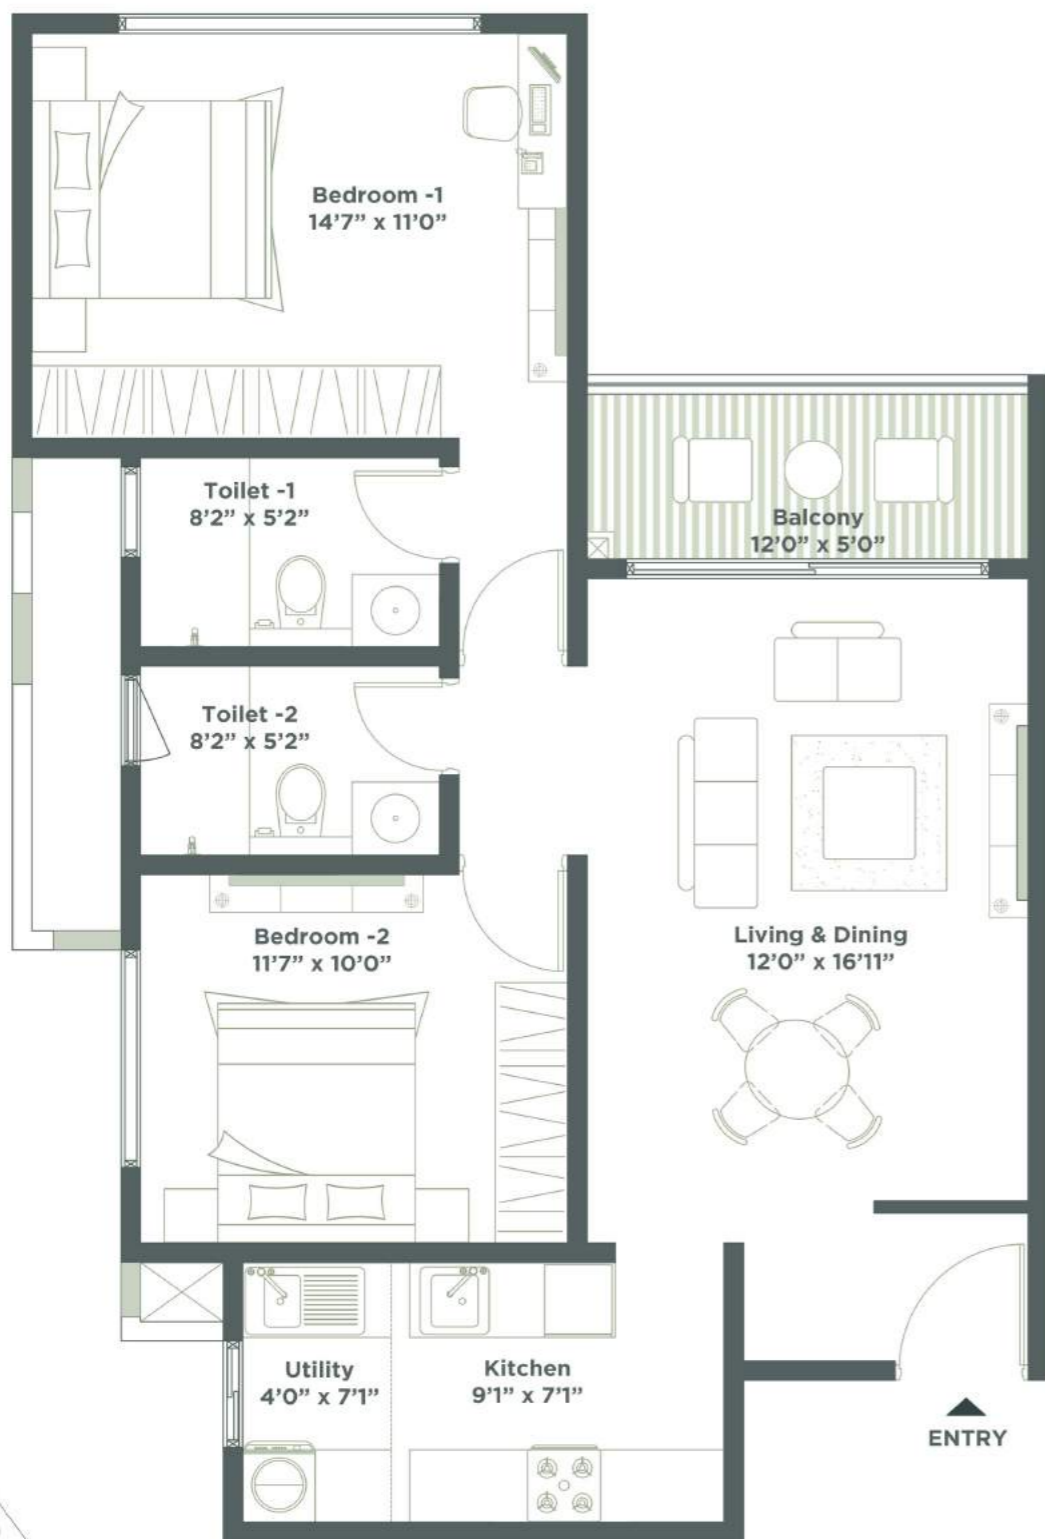 Bedroom -1
14’7” x 11’0”
Toilet -1
8’2” x 5’2”
Balcony
12’0” x 5’0”
Toilet -2
8’2” x 5’2”
Bedroom -2
11’7” x 10’0”
Living & Dining
12’0” x 16’11”
Utility
4’0” x 7’1”
Kitchen
9’1” x 7’1”
ENTRY